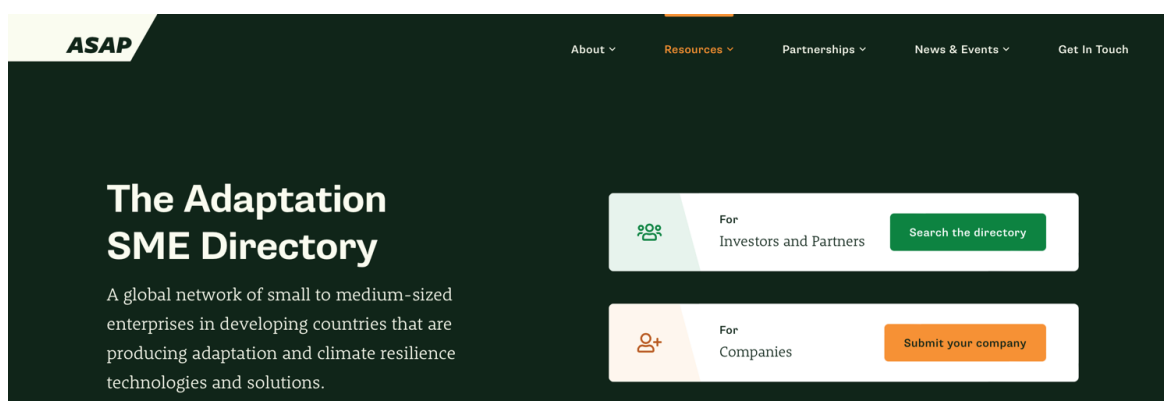 ASAP
About
Resources
Partnerships
News & Events
Get In Touch
The Adaptation
SME Directory
A global network of small to medium-sized
enterprises in developing countries that are
producing adaptation and climate resilience
technologies and solutions.
For
Investors and Partners
Search the directory
For
Companies
Submit your company